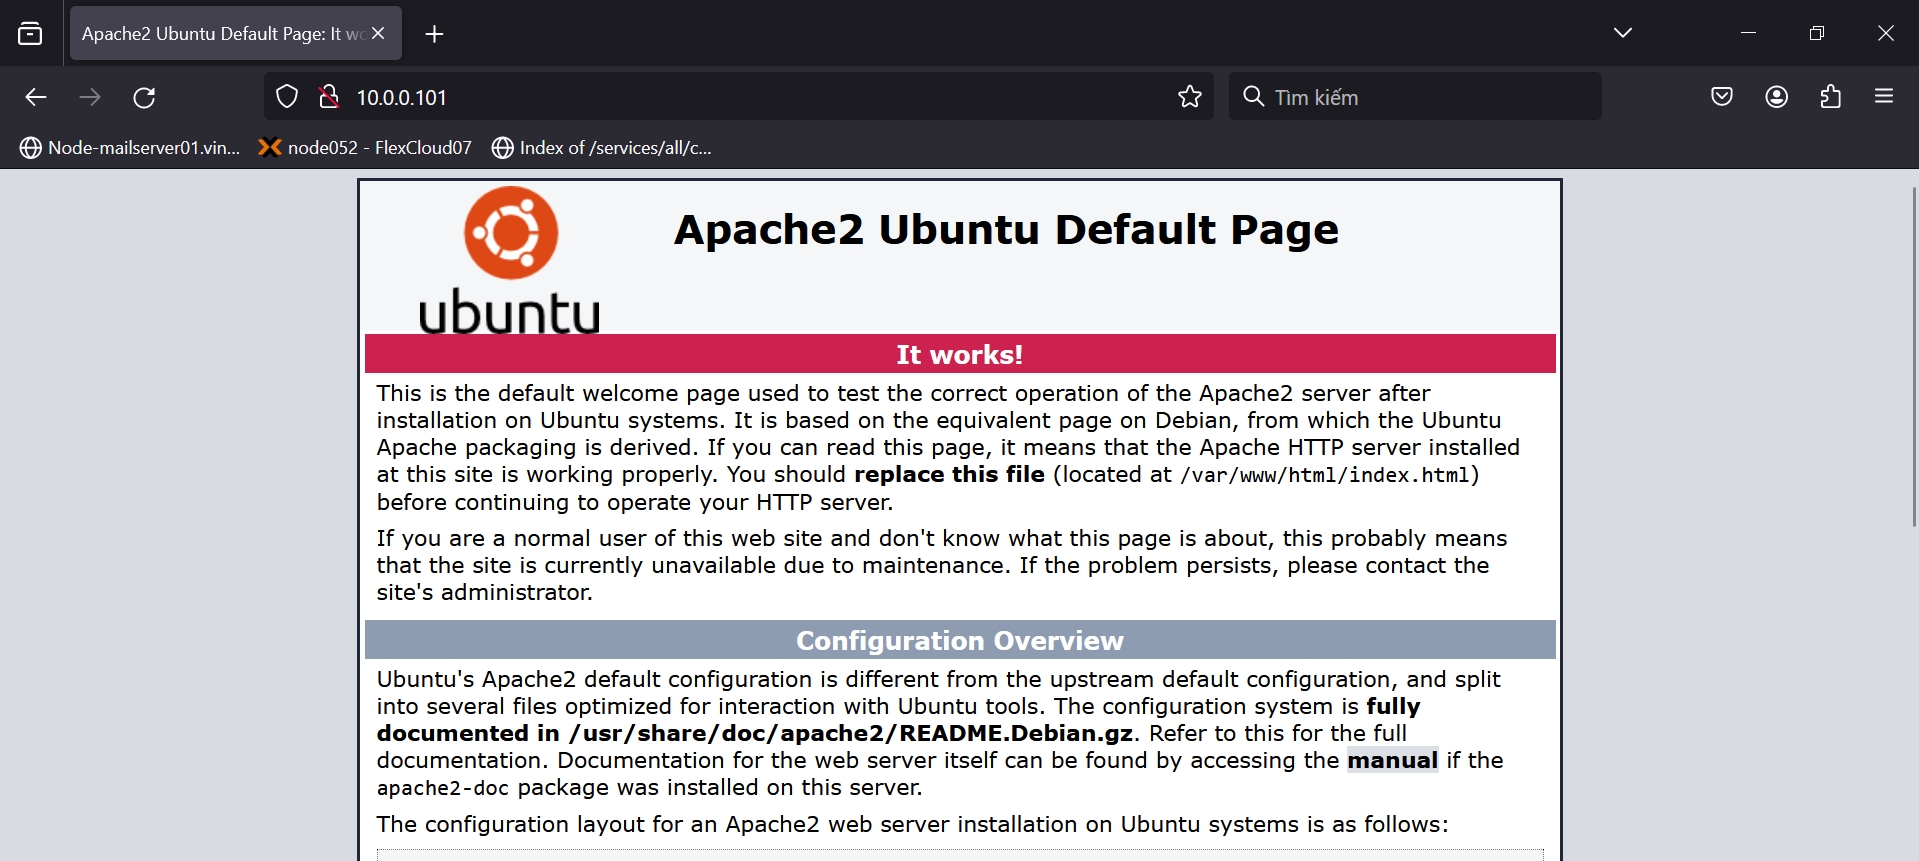 Apache2 Ubuntu Default Page: It wo
10.0.0.101
Tìm kiếm
Node-mailserver01.vin...
node052 - FlexCloud07
Index of /services/all/c...
ubuntu
Apache2 Ubuntu Default Page
It works!
This is the default welcome page used to test the correct operation of the Apache2 server after
installation on Ubuntu systems. It is based on the equivalent page on Debian, from which the Ubuntu
Apache packaging is derived. If you can read this page, it means that the Apache HTTP server installed
at this site is working properly. You should replace this file (located at /var/www/html/index.html)
before continuing to operate your HTTP server.
If you are a normal user of this web site and don't know what this page is about, this probably means
that the site is currently unavailable due to maintenance. If the problem persists, please contact the
site's administrator.
Configuration Overview
Ubuntu's Apache2 default configuration is different from the upstream default configuration, and split
into several files optimized for interaction with Ubuntu tools. The configuration system is fully
documented in /usr/share/doc/apache2/README.Debian.gz. Refer to this for the full
documentation. Documentation for the web server itself can be found by accessing the manual if the
apache2-doc package was installed on this server.
The configuration layout for an Apache2 web server installation on Ubuntu systems is as follows: